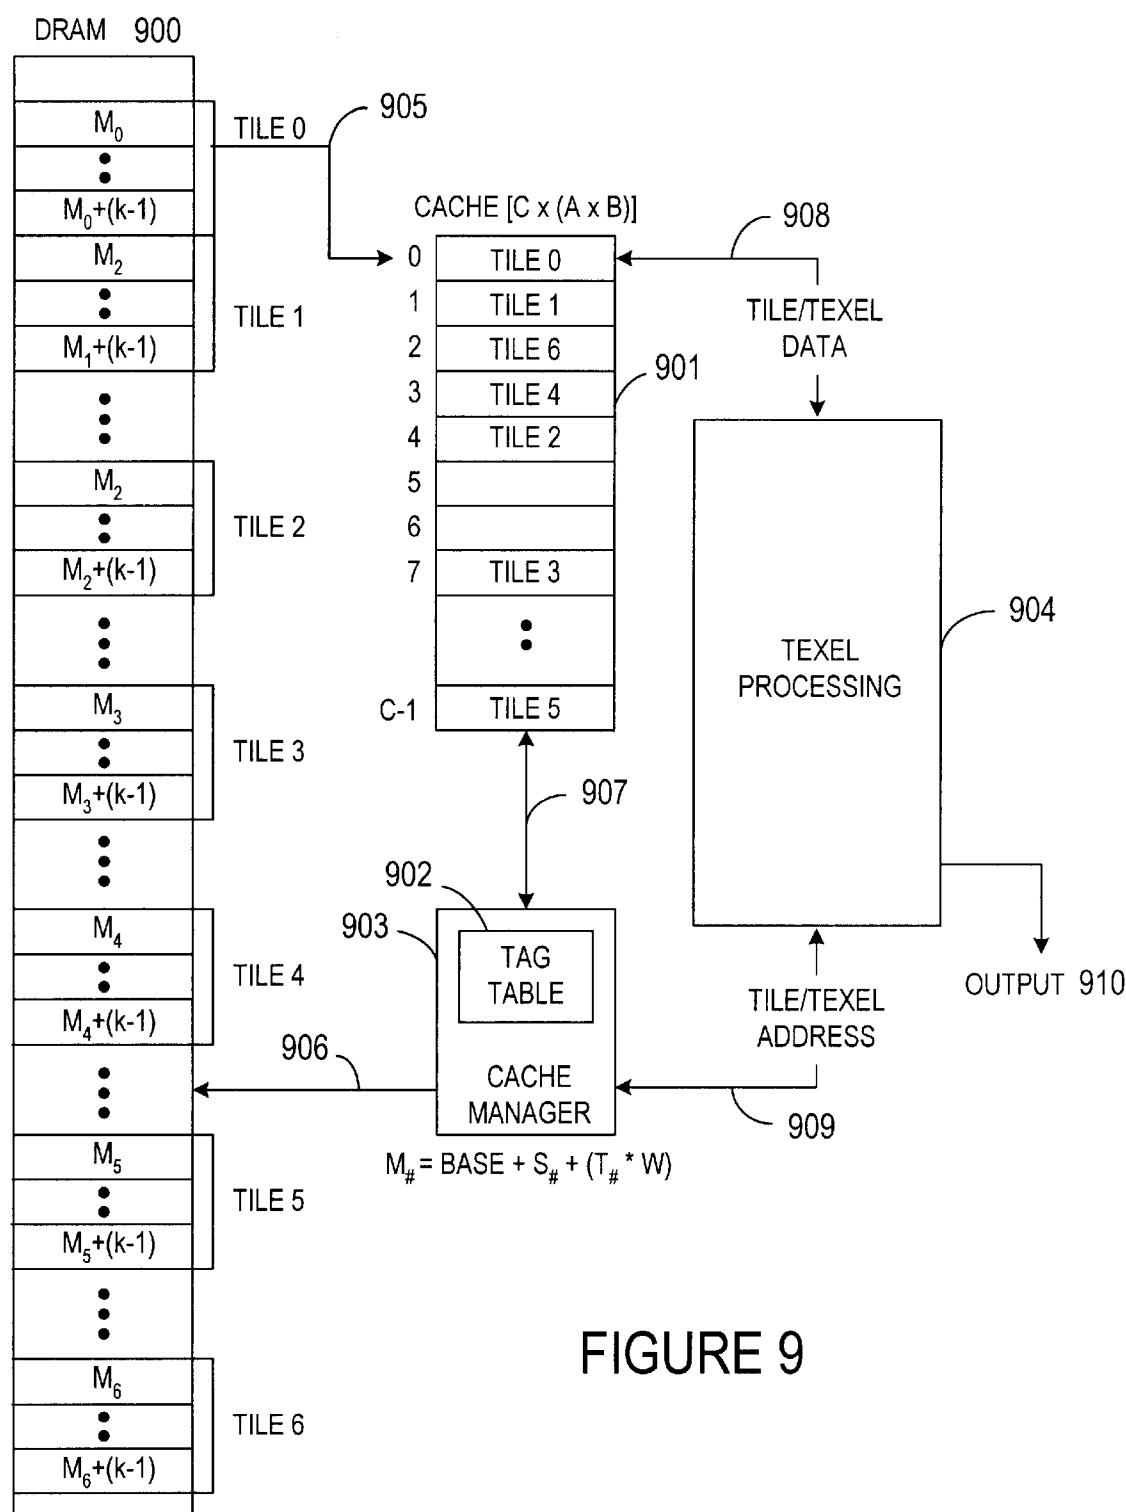 DRAM 900
M0
M0+(k-1)
TILE 0
M2
M1+(k-1)
TILE 1
M2
M2+(k-1)
TILE 2
M3
M3+(k-1)
TILE 3
M4
M4+(k-1)
TILE 4
M5
M5+(k-1)
TILE 5
M6
M6+(k-1)
TILE 6
905
CACHE [C x (A x B)]
0 TILE 0
1 TILE 1
2 TILE 6
3 TILE 4
4 TILE 2
5
6
7 TILE 3
C-1 TILE 5
901
908
TILE/TEXEL
DATA
TEXEL
PROCESSING
904
907
902
903
TAG
TABLE
CACHE
MANAGER
906
M# = BASE + S# + (T# * W)
TILE/TEXEL
ADDRESS
909
OUTPUT 910
FIGURE 9